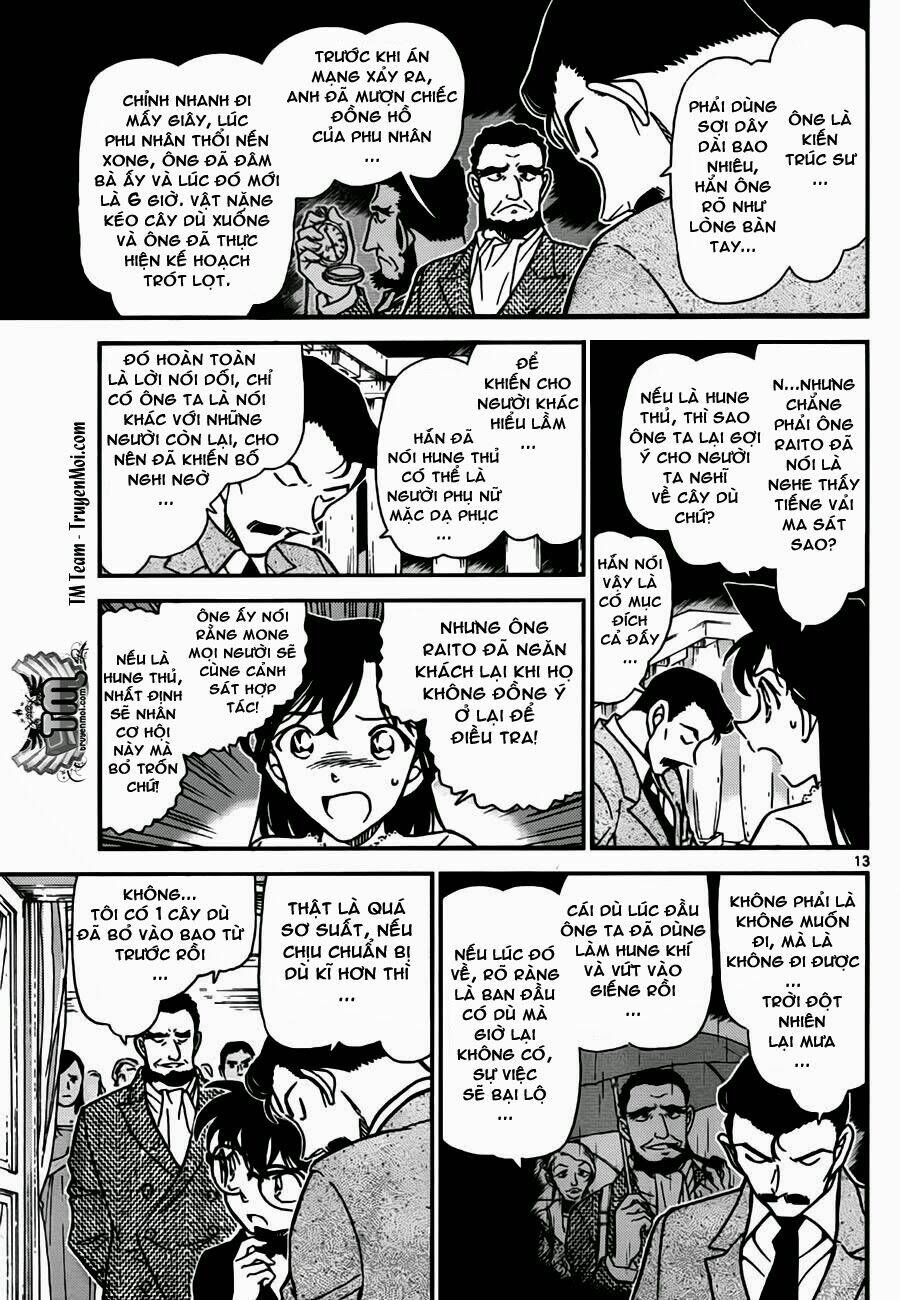 ÔNG LÀ
KIẾN
TRÚC SƯ
...
PHẢI DÙNG
SỢI DÂY
DÀI BAO
NHIÊU,
HẲN ÔNG
RÕ NHƯ
LÒNG BÀN
TAY...
TRƯỚC KHI ÁN
MẠNG XẢY RA,
ANH ĐÃ MƯỢN CHIẾC
ĐỒNG HỒ
CỦA PHU NHÂN
...
CHỈNH NHANH ĐI
MẤY GIÂY, LÚC
PHU NHÂN THỔI NẾN
XONG, ÔNG ĐÃ ĐÂM
BÀ ẤY VÀ LÚC ĐÓ MỚI
LÀ 6 GIỜ. VẬT NẶNG
KÉO CÂY DÙ XUỐNG
VÀ ÔNG ĐÃ THỰC
HIỆN KẾ HOẠCH
TRÓT LỌT.
N...NHƯNG
CHẲNG
PHẢI ÔNG
RAITO ĐÃ
NÓI LÀ
NGHE THẤY
TIẾNG VẢI
MA SÁT
SAO?
NẾU LÀ HUNG
THỦ, THÌ SAO
ÔNG TA LẠI GỢI
Ý CHO NGƯỜI
TA NGHĨ
VỀ CÂY DÙ
CHỨ?
HẮN NÓI
VẬY LÀ
CÓ MỤC
ĐÍCH
CẢ ĐẤY
...
ĐỂ
KHIẾN CHO
NGƯỜI KHÁC
HIỂU LẦM
...
HẮN ĐÃ
NÓI HUNG THỦ
CÓ THỂ LÀ
NGƯỜI PHỤ NỮ
MẶC DẠ PHỤC
...
ĐÓ HOÀN TOÀN
LÀ LỜI NÓI DỐI, CHỈ
CÓ ÔNG TA LÀ NÓI
KHÁC VỚI NHỮNG
NGƯỜI CÒN LẠI, CHO
NÊN ĐÃ KHIẾN BỐ
NGHI NGỜ
...
NHƯNG ÔNG
RAITO ĐÃ NGĂN
KHÁCH LẠI KHI HỌ
KHÔNG ĐỒNG Ý
Ở LẠI ĐỂ
ĐIỀU TRA!
ÔNG ẤY NÓI
RẰNG MONG
MỌI NGƯỜI SẼ
CÙNG CẢNH
SÁT HỢP
TÁC!
NẾU LÀ
HUNG THỦ,
NHẤT ĐỊNH
SẼ NHÂN
CƠ HỘI
NÀY MÀ
BỎ TRỐN
CHỨ!
TM Team - TruyenMoi.com
TM
truyenmoi.com
13
KHÔNG PHẢI LÀ
KHÔNG MUỐN
ĐI, MÀ LÀ
KHÔNG ĐI ĐƯỢC
...
TRỜI ĐỘT
NHIÊN
LẠI MƯA
...
CÁI DÙ LÚC ĐẦU
ÔNG TA ĐÃ DÙNG
LÀM HUNG KHÍ
VÀ VỨT VÀO
GIẾNG RỒI
...
NẾU LÚC ĐÓ
VỀ, RÕ RÀNG
LÀ BAN ĐẦU
CÓ DÙ MÀ
GIỜ LẠI
KHÔNG CÓ,
SỰ VIỆC
SẼ BẠI LỘ
...
THẬT LÀ QUÁ
SƠ SUẤT, NẾU
CHỊU CHUẨN BỊ
DÙ KĨ HƠN THÌ
...
KHÔNG...
TÔI CÓ 1 CÂY DÙ
ĐÃ BỎ VÀO BAO TỪ
TRƯỚC RỒI
...